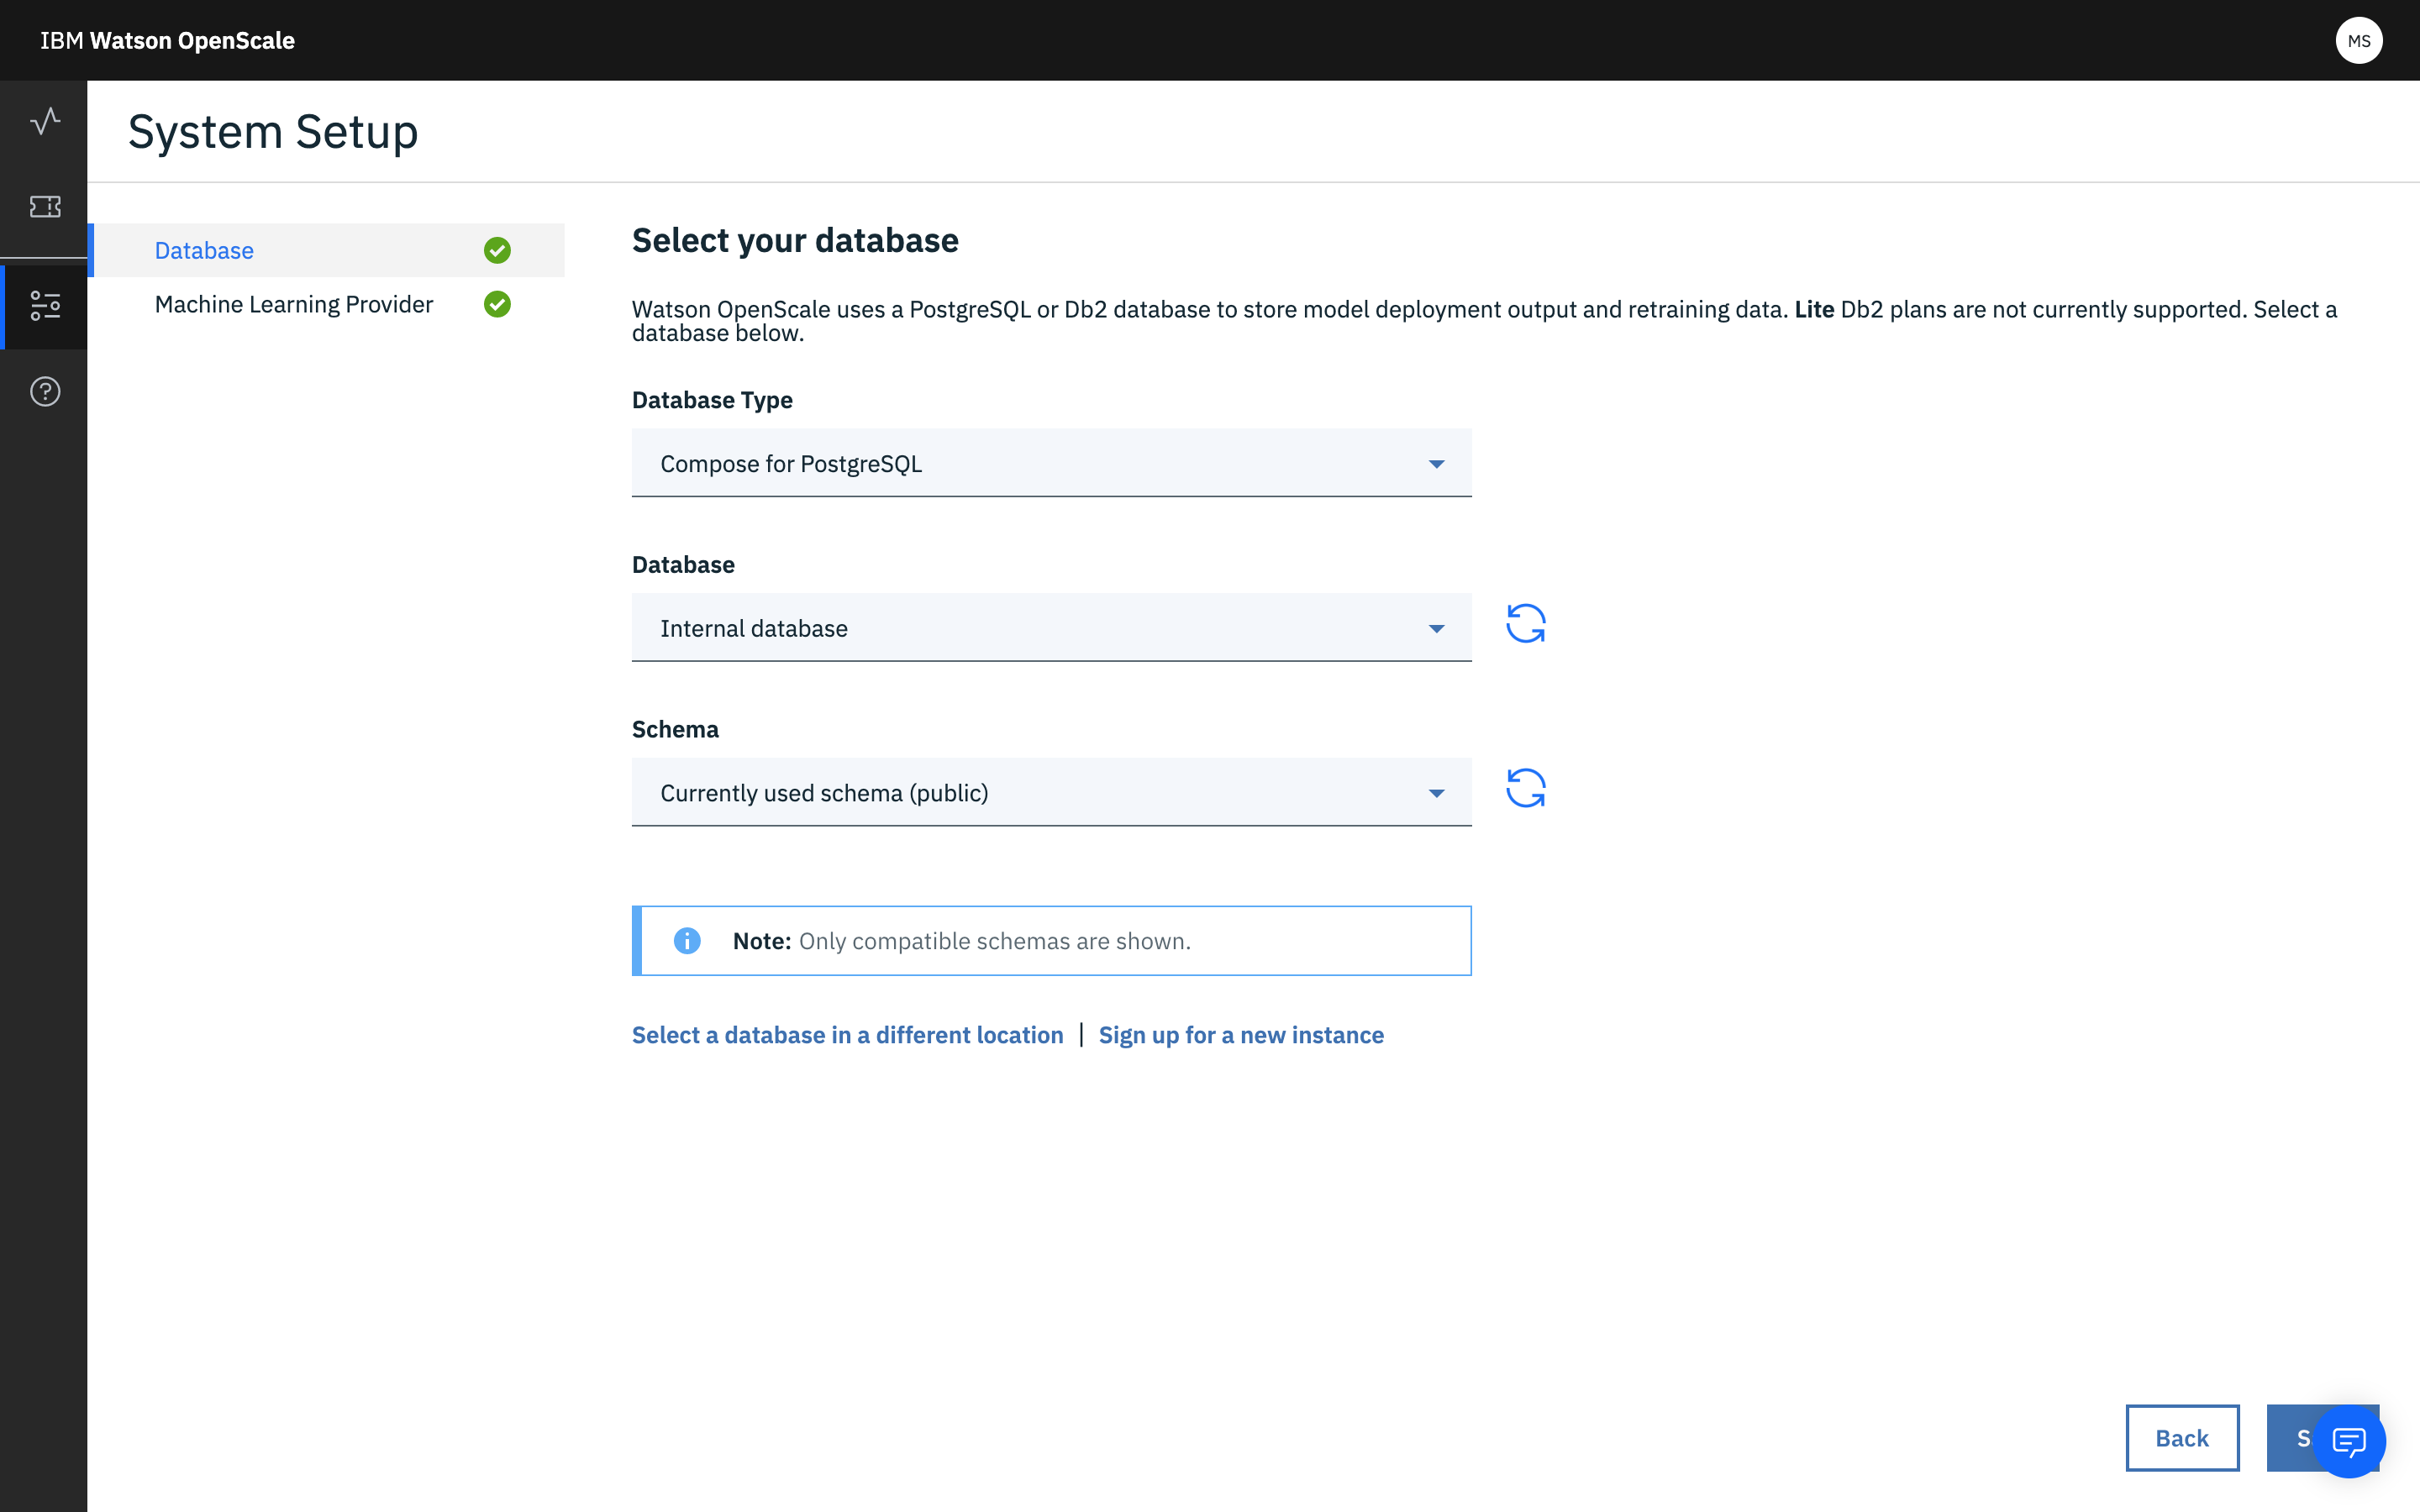 IBM Watson OpenScale
MS
System Setup
Database
Machine Learning Provider
Select your database
Watson OpenScale uses a PostgreSQL or Db2 database to store model deployment output and retraining data. Lite Db2 plans are not currently supported. Select a
database below.
Database Type
Compose for PostgreSQL
Database
Internal database
Schema
Currently used schema (public)
Note: Only compatible schemas are shown.
Select a database in a different location | Sign up for a new instance
Back